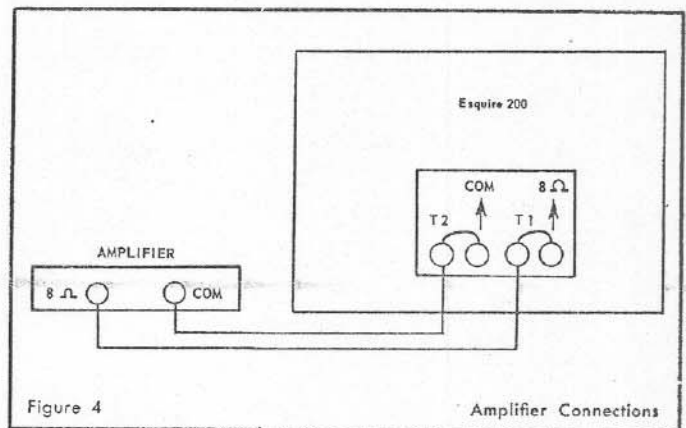 Esquire 200
COM 8 Ω
T2 T1
AMPLIFIER
8 Ω COM
Figure 4 Amplifier Connections